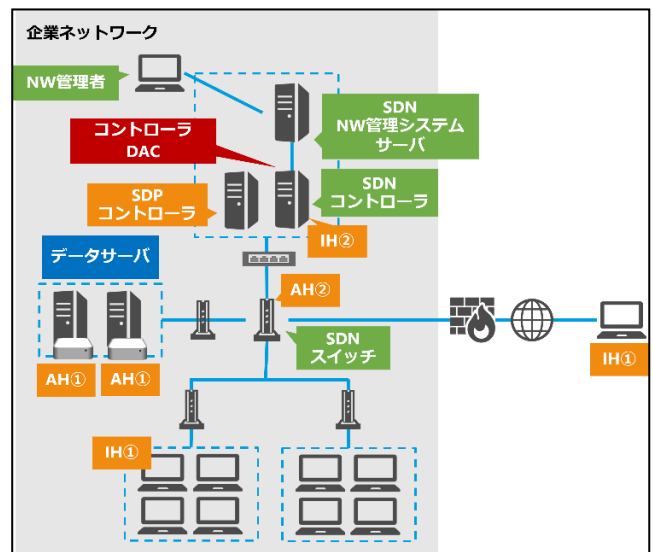 企業ネットワーク
NW管理者
SDN
NW管理システム
サーバ
コントローラ
DAC
SDP
コントローラ
SDN
コントローラ
IH②
データサーバ
AH②
SDN
スイッチ
AH①
AH①
IH①
IH①